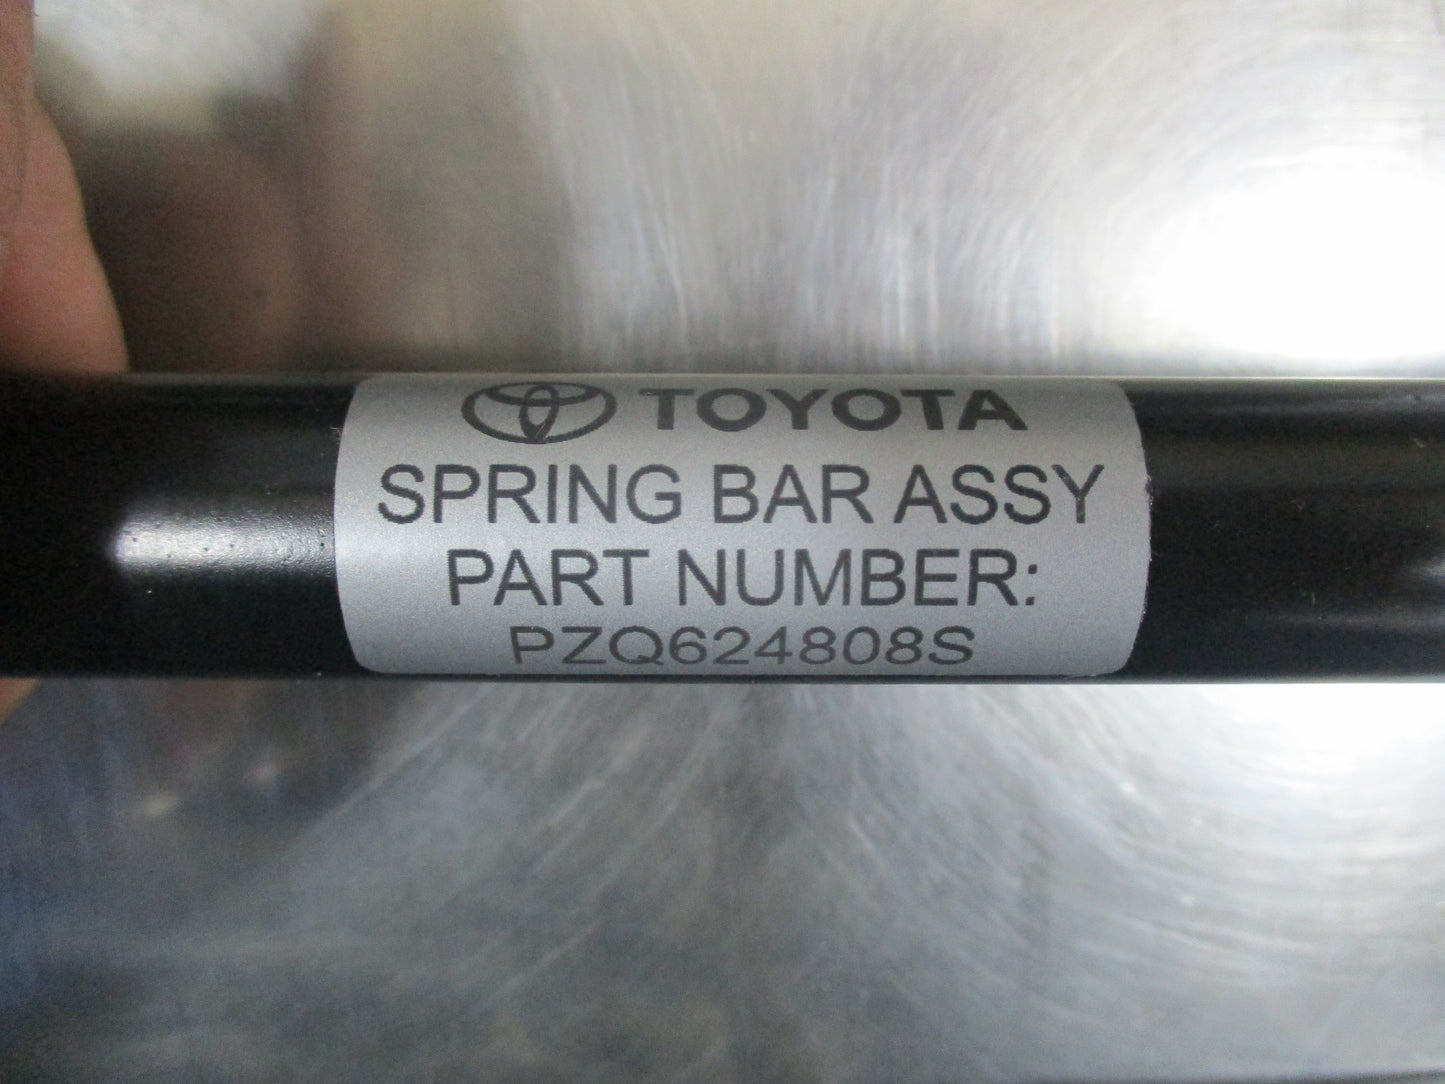 TOYOTA
SPRING BAR ASSY
PART NUMBER:
PZQ624808S